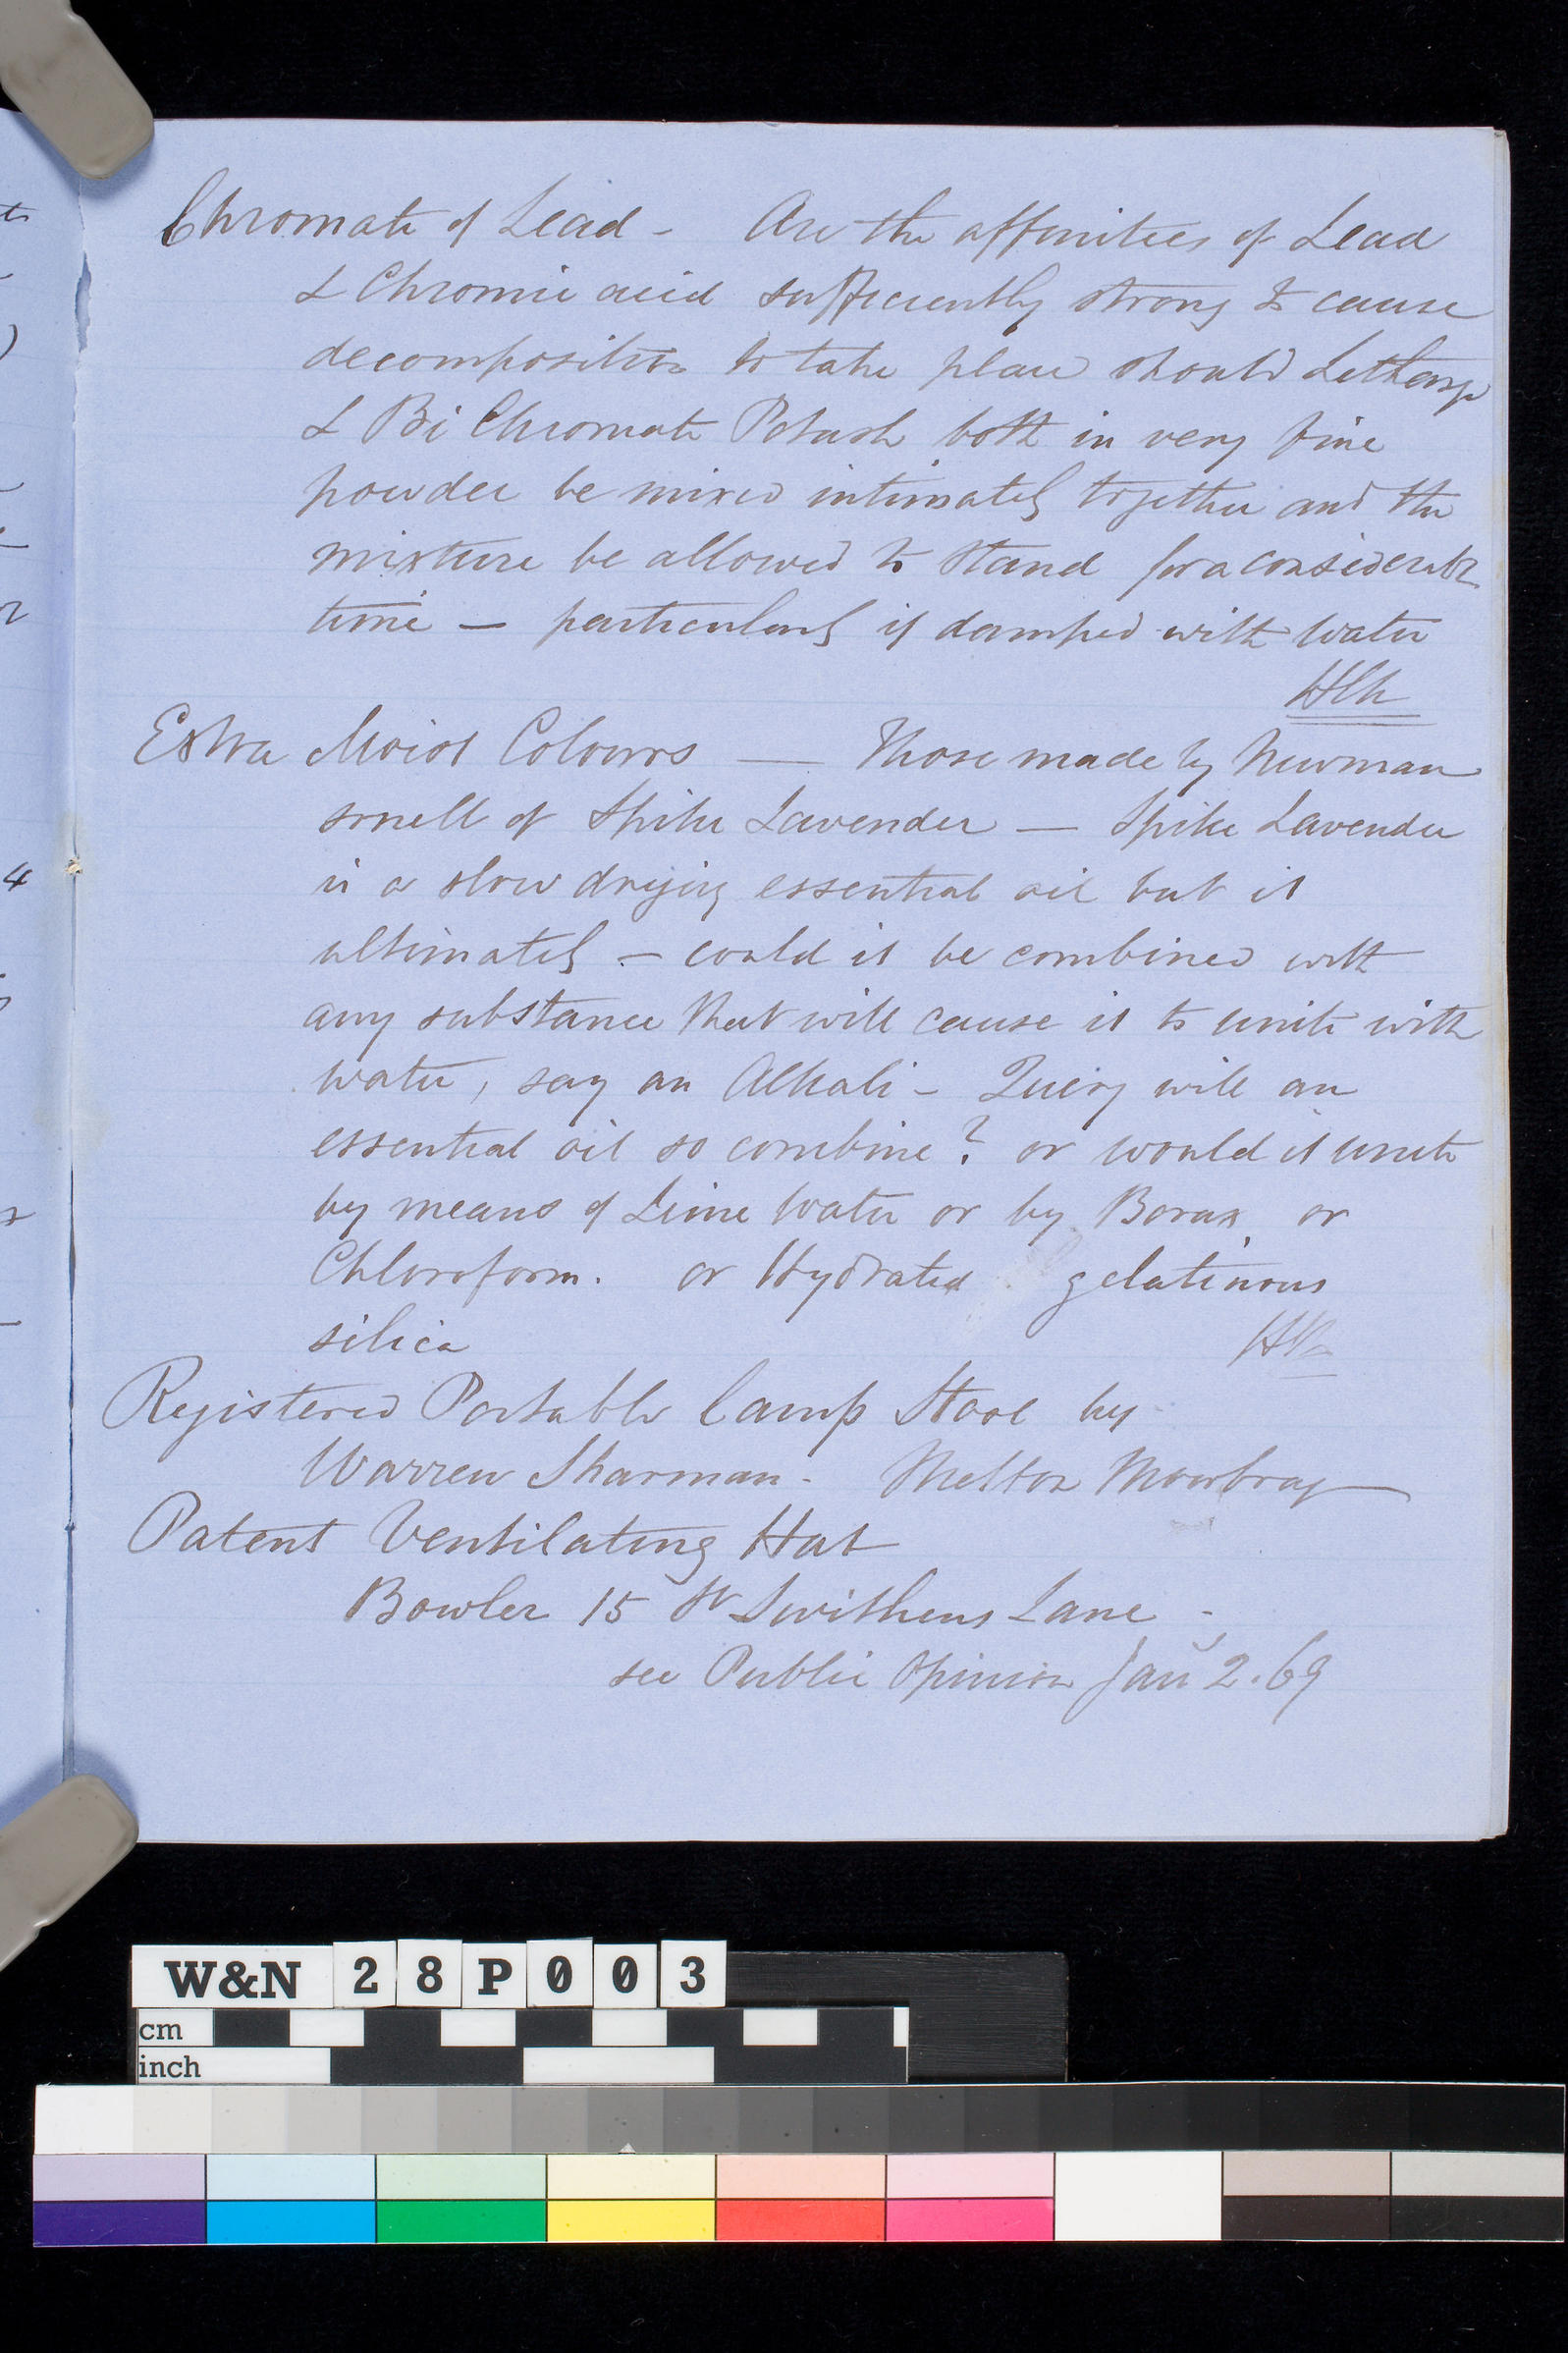 Chromate of Lead - Are the affinities of Lead
& Chromic acid sufficiently strong to cause
decomposition to take place should Litharge
& Bi Chromate Potash both in very fine
powder be mixed intimately together and the
mixture be allowed to stand for a considerable
time — particularly if damped with water
Extra Moist Colours — Those made by Newman
smell of Spike Lavender — Spike Lavender
is a slow drying essential oil but it
ultimately — could it be combined with
any substance that will cause it to unite with
water, say an Alkali - Query will an
essential oil so combine? or would it unite
by means of Lime Water or by Borax, or
Chloroform. or Hydrated gelatinous
silica
Registered Portable Camp Stool by
Warren Sharman - Melton Mowbray
Patent Ventilating Hat
Bowler 15 St Swithens Lane -
see Public Opinion Jan 2.69
4
W&N 28P003
cm
inch